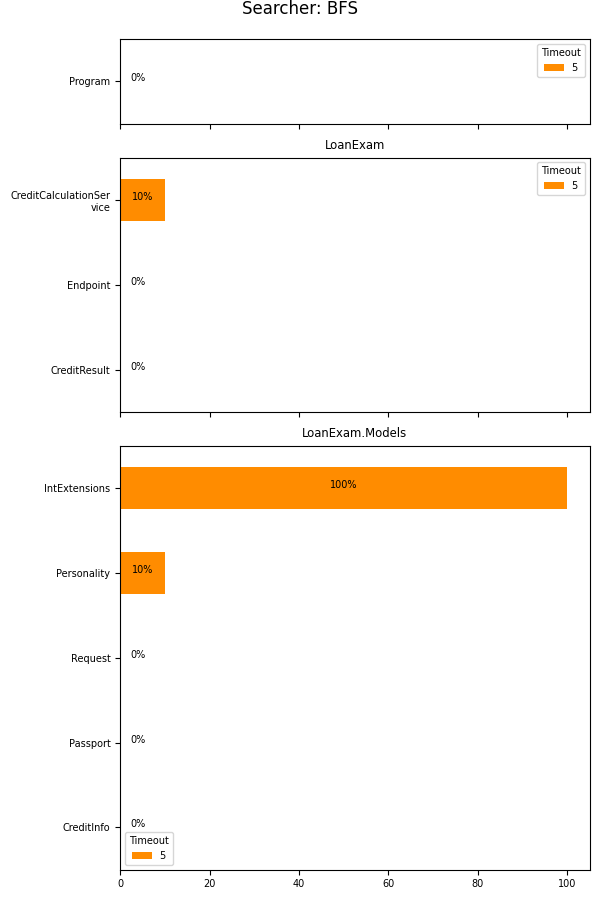 Searcher: BFS
Timeout
5
Program
0%
LoanExam
Timeout
5
CreditCalculationSer
vice
10%
Endpoint
0%
CreditResult
0%
LoanExam.Models
IntExtensions
100%
Personality
10%
Request
0%
Passport
0%
CreditInfo
0%
Timeout
5
0
20
40
60
80
100